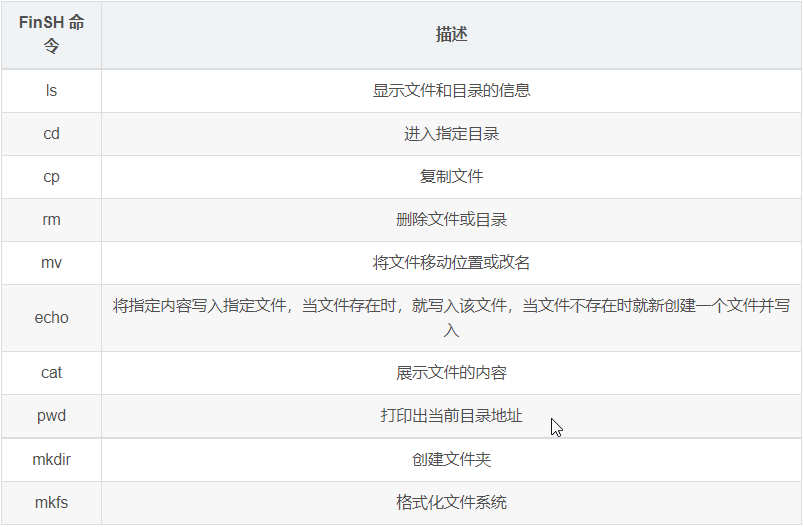 FinSH 命
令
描述
ls
显示文件和目录的信息
cd
进入指定目录
cp
复制文件
rm
删除文件或目录
mv
将文件移动位置或改名
echo
将指定内容写入指定文件，当文件存在时，就写入该文件，当文件不存在时就新创建一个文件并写
入
cat
展示文件的内容
pwd
打印出当前目录地址
mkdir
创建文件夹
mkfs
格式化文件系统